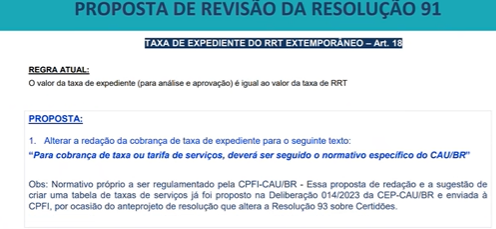 PROPOSTA DE REVISÃO DA RESOLUÇÃO 91
TAXA DE EXPEDIENTE DO RRT EXTEMPORÂNEO – Art. 18
REGRA ATUAL:
O valor da taxa de expediente (para análise e aprovação) é igual ao valor da taxa de RRT
PROPOSTA:
1. Alterar a redação da cobrança de taxa de expediente para o seguinte texto:
“Para cobrança de taxa ou tarifa de serviços, deverá ser seguido o normativo específico do CAU/BR”
Obs: Normativo próprio a ser regulamentado pela CPFI-CAU/BR - Essa proposta de redação e a sugestão de
criar uma tabela de taxas de serviços já foi proposto na Deliberação 014/2023 da CEP-CAU/BR e enviada à
CPFI, por ocasião do anteprojeto de resolução que altera a Resolução 93 sobre Certidões.